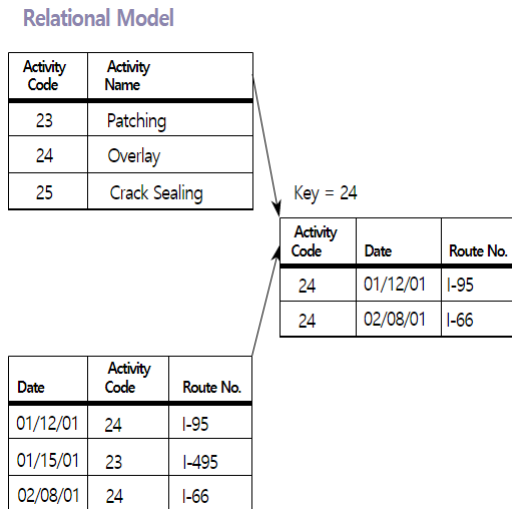 Relational Model
Activity Code Activity Name
23 Patching
24 Overlay
25 Crack Sealing
Key = 24
Activity Code Date Route No.
24 01/12/01 I-95
24 02/08/01 I-66
Date Activity Code Route No.
01/12/01 24 I-95
01/15/01 23 I-495
02/08/01 24 I-66